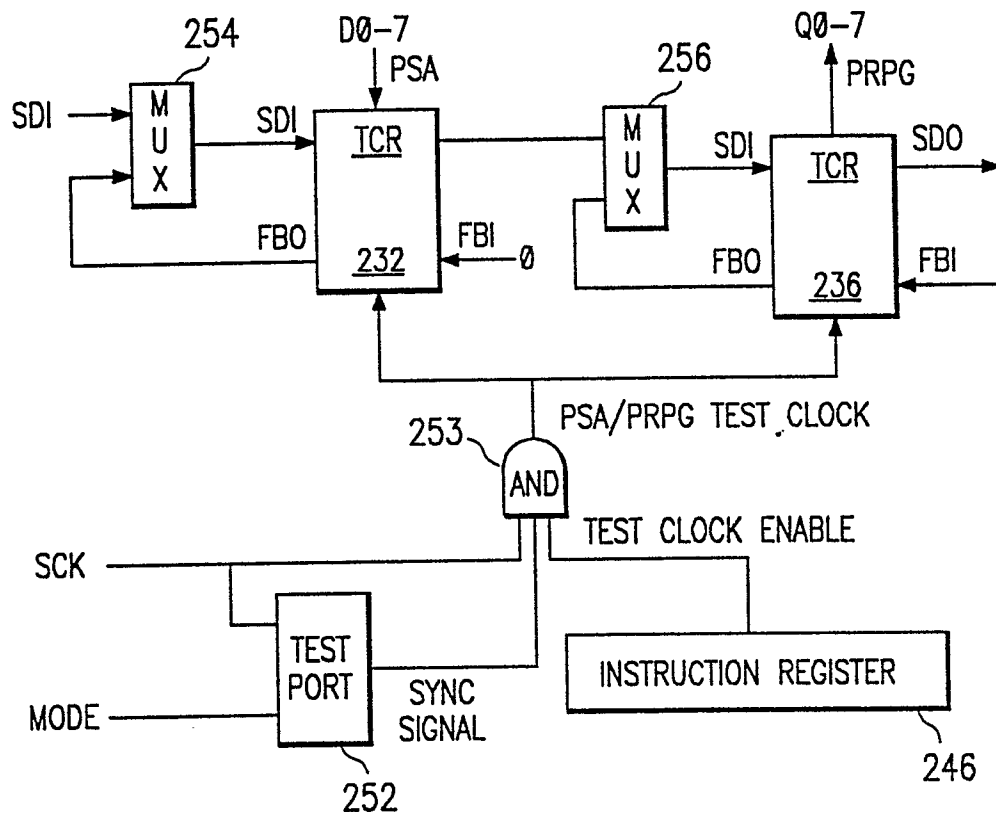 254
D0-7
PSA
SDI
MUX
SDI
TCR
FBO
232
FBI
0
256
MUX
SDI
FBO
Q0-7
PRPG
TCR
SDO
236
FBI
PSA/PRPG TEST CLOCK
253
AND
TEST CLOCK ENABLE
SCK
TEST
PORT
MODE
SYNC
SIGNAL
252
INSTRUCTION REGISTER
246